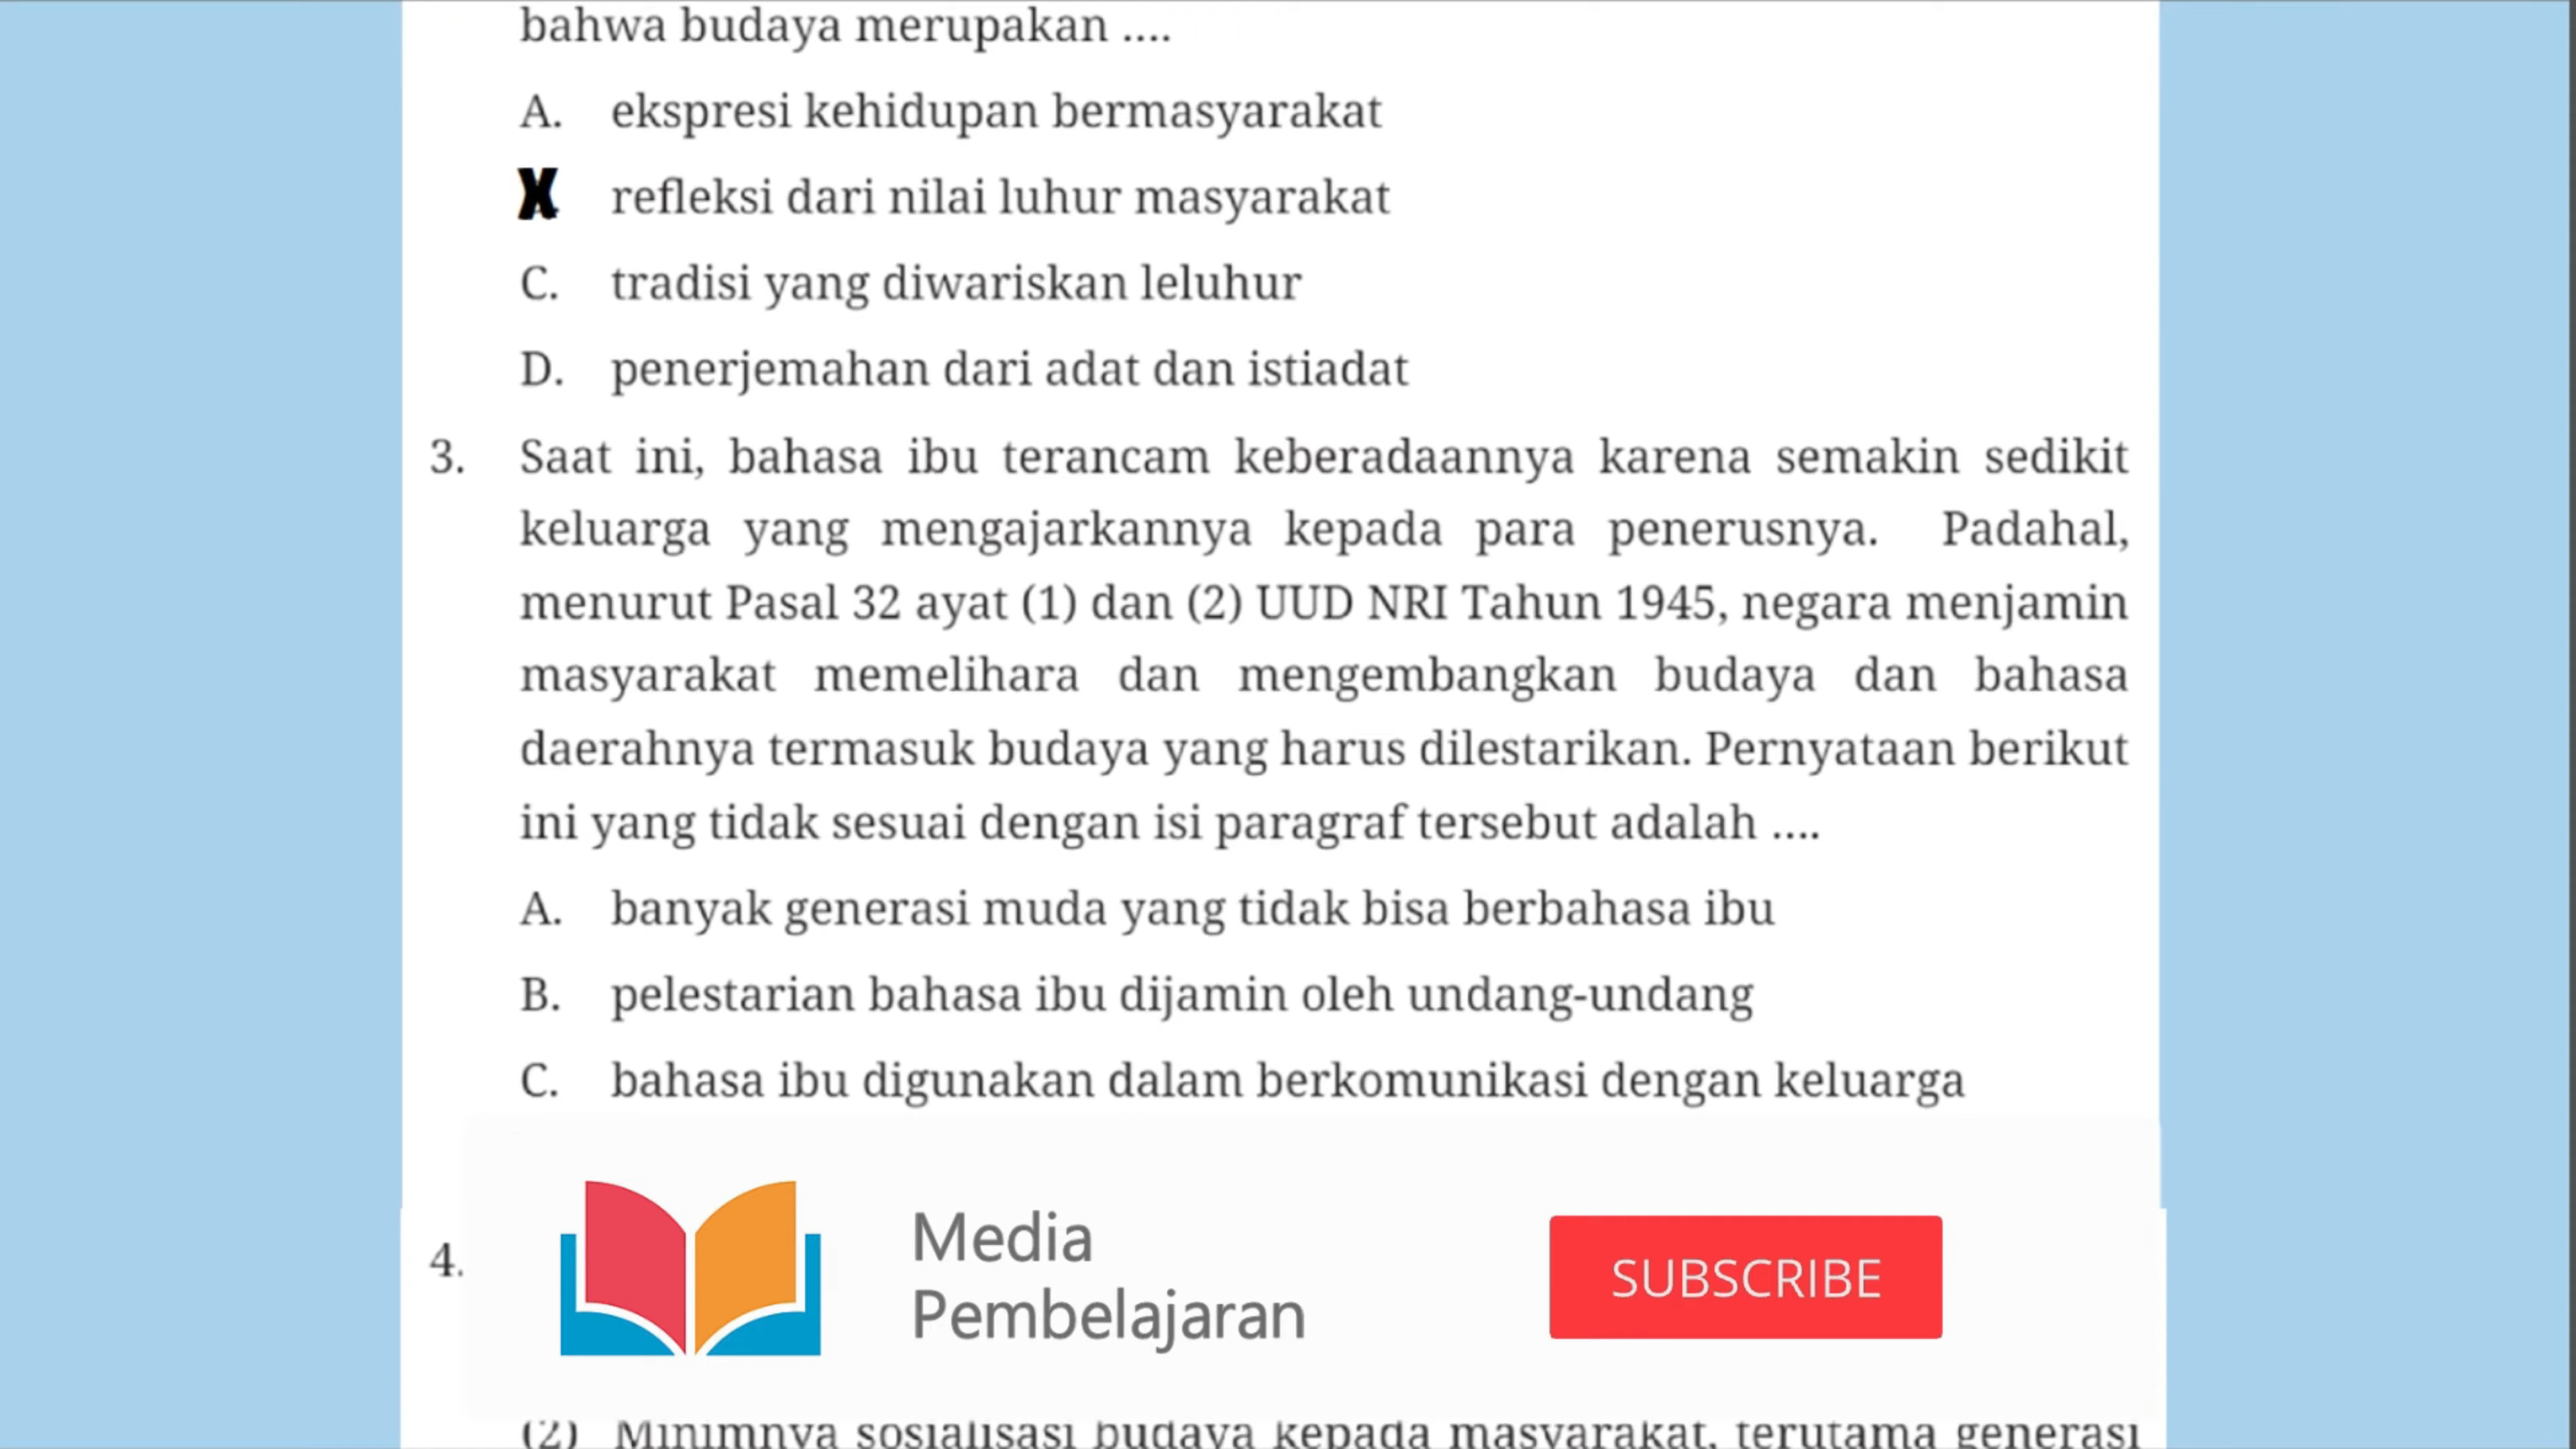 bahwa budaya merupakan ....
A. ekspresi kehidupan bermasyarakat
X refleksi dari nilai luhur masyarakat
C. tradisi yang diwariskan leluhur
D. penerjemahan dari adat dan istiadat
3. Saat ini, bahasa ibu terancam keberadaannya karena semakin sedikit
keluarga yang mengajarkannya kepada para penerusnya. Padahal,
menurut Pasal 32 ayat (1) dan (2) UUD NRI Tahun 1945, negara menjamin
masyarakat memelihara dan mengembangkan budaya dan bahasa
daerahnya termasuk budaya yang harus dilestarikan. Pernyataan berikut
ini yang tidak sesuai dengan isi paragraf tersebut adalah ....
A. banyak generasi muda yang tidak bisa berbahasa ibu
B. pelestarian bahasa ibu dijamin oleh undang-undang
C. bahasa ibu digunakan dalam berkomunikasi dengan keluarga
4.
Media
Pembelajaran
SUBSCRIBE
(2) Minimnya sosialisasi budaya kepada masyarakat, terutama generasi